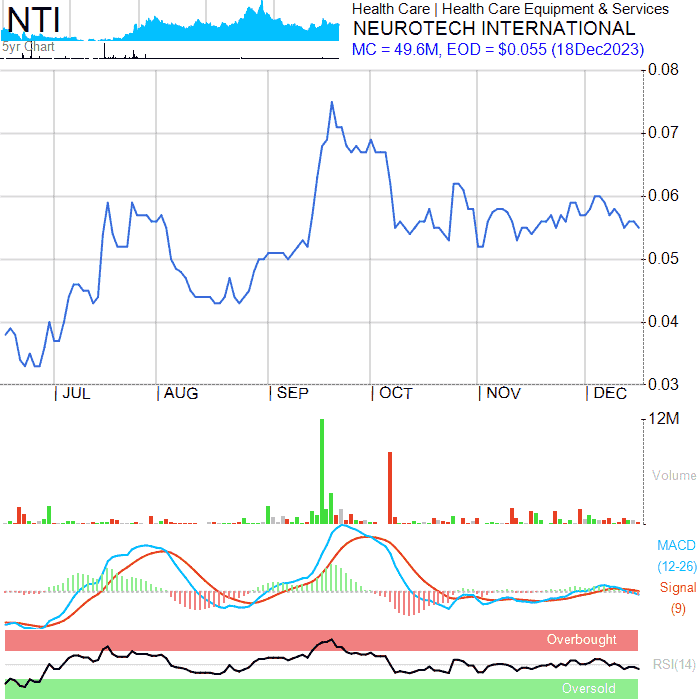 NTI
Health Care | Health Care Equipment & Services
NEUROTECH INTERNATIONAL
MC = 49.6M, EOD = $0.055 (18Dec2023)
5yr Chart
0.08
0.07
0.06
0.05
0.04
0.03
| JUL | AUG | SEP | OCT | NOV | DEC
12M
Volume
MACD
(12-26)
Signal
(9)
Overbought
RSI(14)
Oversold